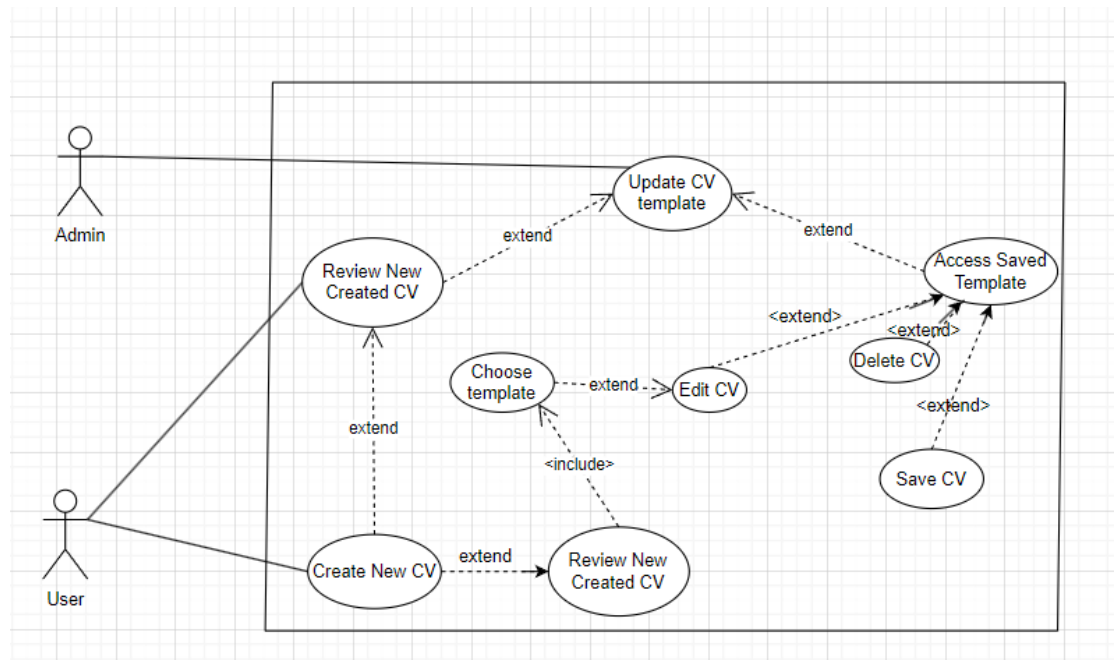 Update CV
template
Admin
extend
extend
Review New
Created CV
Access Saved
Template
<extend>
<extend>
Delete CV
Choose
template
extend
Edit CV
<extend>
extend
<include>
Save CV
extend
Create New CV
Review New
Created CV
User